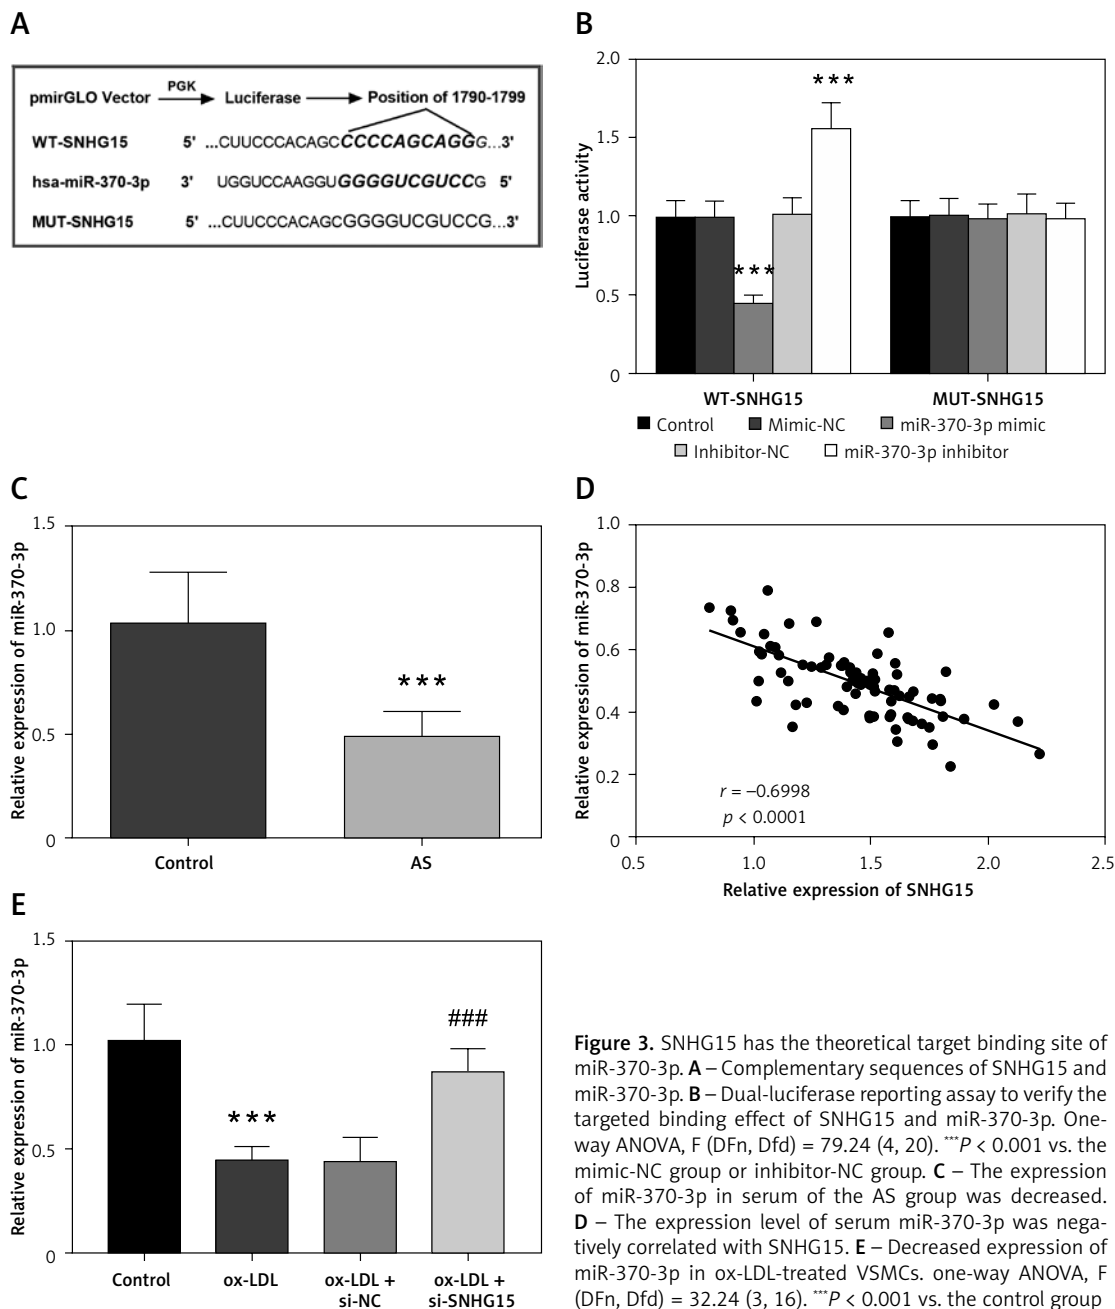 A
PGK
pmirGLO Vector Luciferase Position of 1790-1799
WT-SNHG15 5' ...CUUCCCACAGCCCCCAGCAGGG...3'
hsa-miR-370-3p 3' UGGUCCAAGGUGGGGUCGUCCG 5'
MUT-SNHG15 5' ...CUUCCCACAGCGGGGUCGUCCG...3'
B
Luciferase activity
2.0
1.5
1.0
0.5
0
***
***
WT-SNHG15 MUT-SNHG15
Control Mimic-NC miR-370-3p mimic
Inhibitor-NC miR-370-3p inhibitor
C
Relative expression of miR-370-3p
1.5
1.0
0.5
0
***
Control AS
D
Relative expression of miR-370-3p
1.0
0.8
0.6
0.4
0.2
0
r = –0.6998
p < 0.0001
0.5 1.0 1.5 2.0 2.5
Relative expression of SNHG15
E
Relative expression of miR-370-3p
1.5
1.0
0.5
0
***
###
Control ox-LDL ox-LDL + ox-LDL +
si-NC si-SNHG15
Figure 3. SNHG15 has the theoretical target binding site of
miR-370-3p. A – Complementary sequences of SNHG15 and
miR-370-3p. B – Dual-luciferase reporting assay to verify the
targeted binding effect of SNHG15 and miR-370-3p. One-
way ANOVA, F (DFn, Dfd) = 79.24 (4, 20). ***P < 0.001 vs. the
mimic-NC group or inhibitor-NC group. C – The expression
of miR-370-3p in serum of the AS group was decreased.
D – The expression level of serum miR-370-3p was nega-
tively correlated with SNHG15. E – Decreased expression of
miR-370-3p in ox-LDL-treated VSMCs. one-way ANOVA, F
(DFn, Dfd) = 32.24 (3, 16). ***P < 0.001 vs. the control group